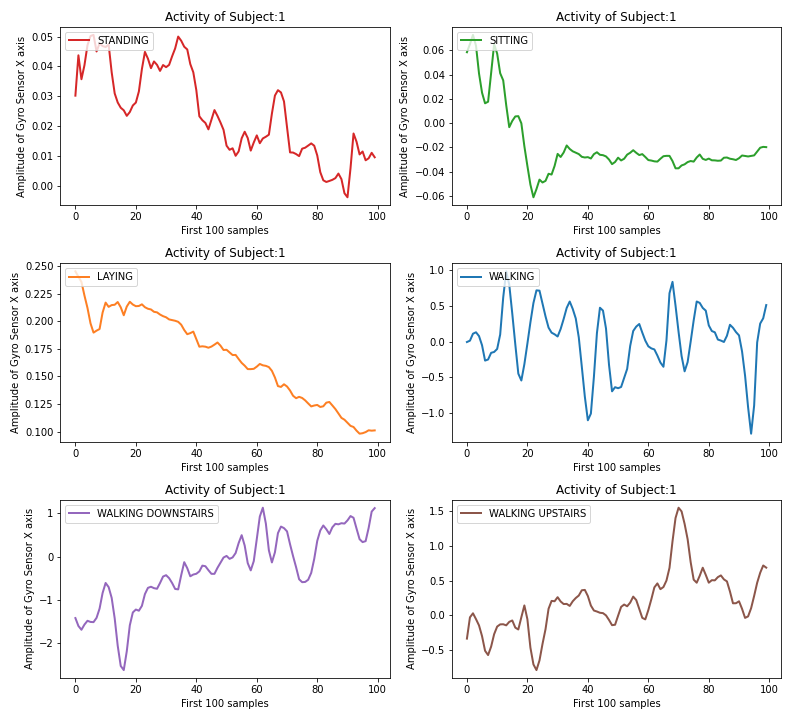 Activity of Subject:1
STANDING
Amplitude of Gyro Sensor X axis
0.05
0.04
0.03
0.02
0.01
0.00
0 20 40 60 80 100
First 100 samples
Activity of Subject:1
SITTING
Amplitude of Gyro Sensor X axis
0.06
0.04
0.02
0.00
−0.02
−0.04
−0.06
0 20 40 60 80 100
First 100 samples
Activity of Subject:1
LAYING
Amplitude of Gyro Sensor X axis
0.250
0.225
0.200
0.175
0.150
0.125
0.100
0 20 40 60 80 100
First 100 samples
Activity of Subject:1
WALKING
Amplitude of Gyro Sensor X axis
1.0
0.5
0.0
−0.5
−1.0
0 20 40 60 80 100
First 100 samples
Activity of Subject:1
WALKING DOWNSTAIRS
Amplitude of Gyro Sensor X axis
1
0
−1
−2
0 20 40 60 80 100
First 100 samples
Activity of Subject:1
WALKING UPSTAIRS
Amplitude of Gyro Sensor X axis
1.5
1.0
0.5
0.0
−0.5
0 20 40 60 80 100
First 100 samples